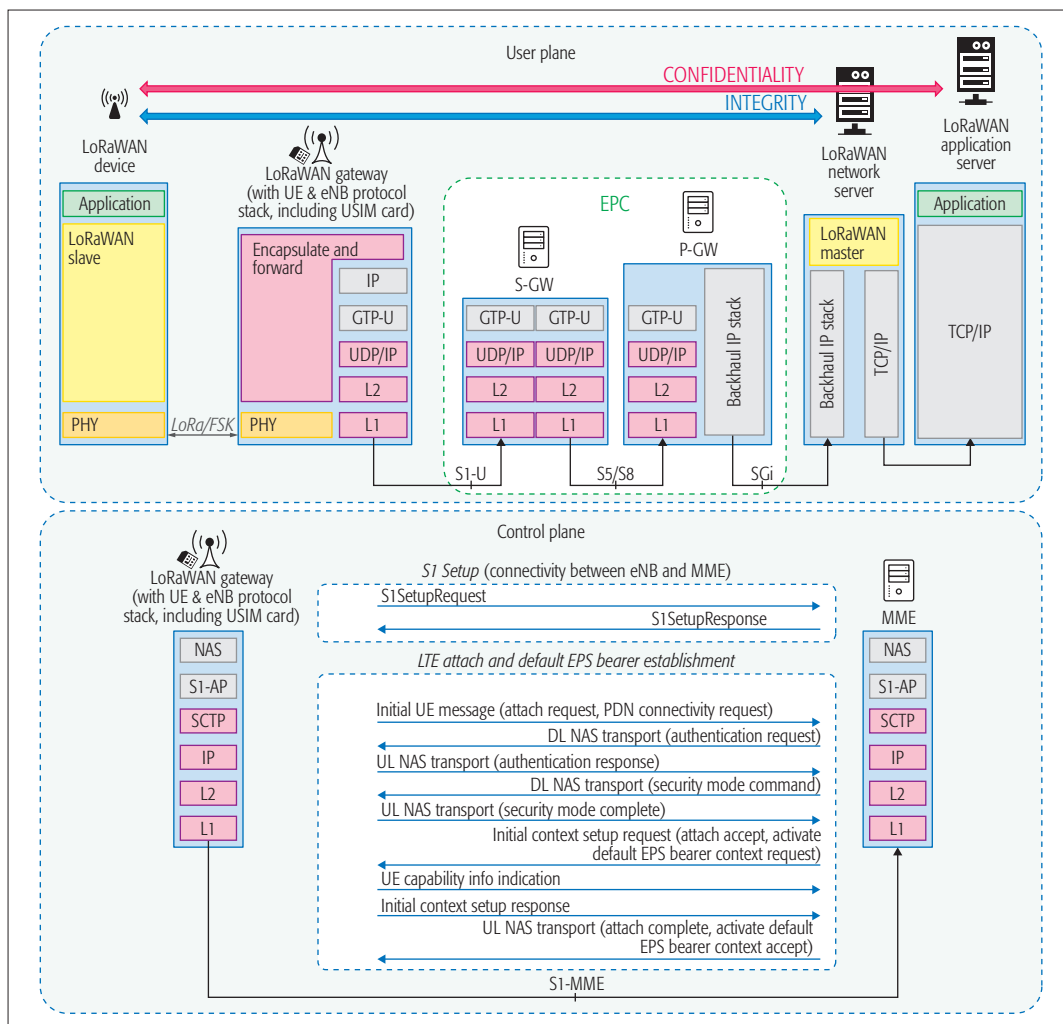 User plane
CONFIDENTIALITY
INTEGRITY
LoRaWAN
device
LoRaWAN gateway
(with UE & eNB protocol
stack, including USIM card)
LoRaWAN
network
server
LoRaWAN
application
server
Application
LoRaWAN
slave
PHY
LoRa/FSK
Encapsulate and
forward
IP
GTP-U
UDP/IP
L2
PHY
L1
S1-U
EPC
S-GW
GTP-U
GTP-U
UDP/IP
UDP/IP
L2
L2
L1
L1
S5/S8
P-GW
GTP-U
UDP/IP
L2
L1
Backhaul IP stack
SGi
LoRaWAN
master
Backhaul IP stack
TCP/IP
Application
TCP/IP
Control plane
LoRaWAN gateway
(with UE & eNB protocol
stack, including USIM card)
NAS
S1-AP
SCTP
IP
L2
L1
S1 Setup (connectivity between eNB and MME)
S1SetupRequest
S1SetupResponse
LTE attach and default EPS bearer establishment
Initial UE message (attach request, PDN connectivity request)
DL NAS transport (authentication request)
UL NAS transport (authentication response)
DL NAS transport (security mode command)
UL NAS transport (security mode complete)
Initial context setup request (attach accept, activate
default EPS bearer context request)
UE capability info indication
Initial context setup response
UL NAS transport (attach complete, activate default
EPS bearer context accept)
S1-MME
MME
NAS
S1-AP
SCTP
IP
L2
L1